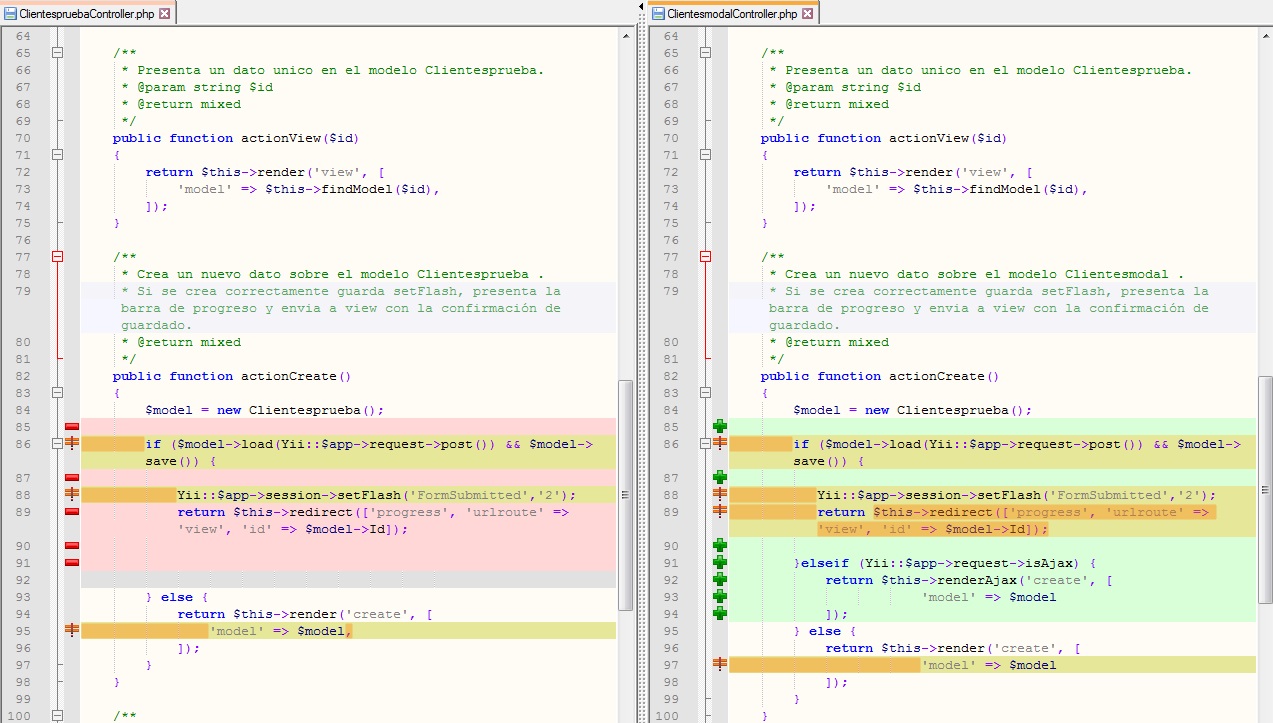 ClientespruebaController.php
64
65 /**
66 * Presenta un dato unico en el modelo Clientesprueba.
67 * @param string $id
68 * @return mixed
69 */
70 public function actionView($id)
71 {
72 return $this->render('view', [
73 'model' => $this->findModel($id),
74 ]);
75 }
76
77 /**
78 * Crea un nuevo dato sobre el modelo Clientesprueba .
79 * Si se crea correctamente guarda setFlash, presenta la
barra de progreso y envia a view con la confirmación de
guardado.
80 * @return mixed
81 */
82 public function actionCreate()
83 {
84 $model = new Clientesprueba();
85
86 if ($model->load(Yii::$app->request->post()) && $model->
save()) {
87
88 Yii::$app->session->setFlash('FormSubmitted','2');
89 return $this->redirect(['progress', 'urlroute' =>
'view', 'id' => $model->Id]);
90
91
92
93 } else {
94 return $this->render('create', [
95 'model' => $model,
96 ]);
97 }
98 }
99
100 /**
ClientesmodalController.php
64
65 /**
66 * Presenta un dato unico en el modelo Clientesprueba.
67 * @param string $id
68 * @return mixed
69 */
70 public function actionView($id)
71 {
72 return $this->render('view', [
73 'model' => $this->findModel($id),
74 ]);
75 }
76
77 /**
78 * Crea un nuevo dato sobre el modelo Clientesmodal .
79 * Si se crea correctamente guarda setFlash, presenta la
barra de progreso y envia a view con la confirmación de
guardado.
80 * @return mixed
81 */
82 public function actionCreate()
83 {
84 $model = new Clientesprueba();
85
86 if ($model->load(Yii::$app->request->post()) && $model->
save()) {
87
88 Yii::$app->session->setFlash('FormSubmitted','2');
89 return $this->redirect(['progress', 'urlroute' =>
'view', 'id' => $model->Id]);
90
91 }elseif (Yii::$app->request->isAjax) {
92 return $this->renderAjax('create', [
93 'model' => $model
94 ]);
95 } else {
96 return $this->render('create', [
97 'model' => $model
98 ]);
99 }
100 }